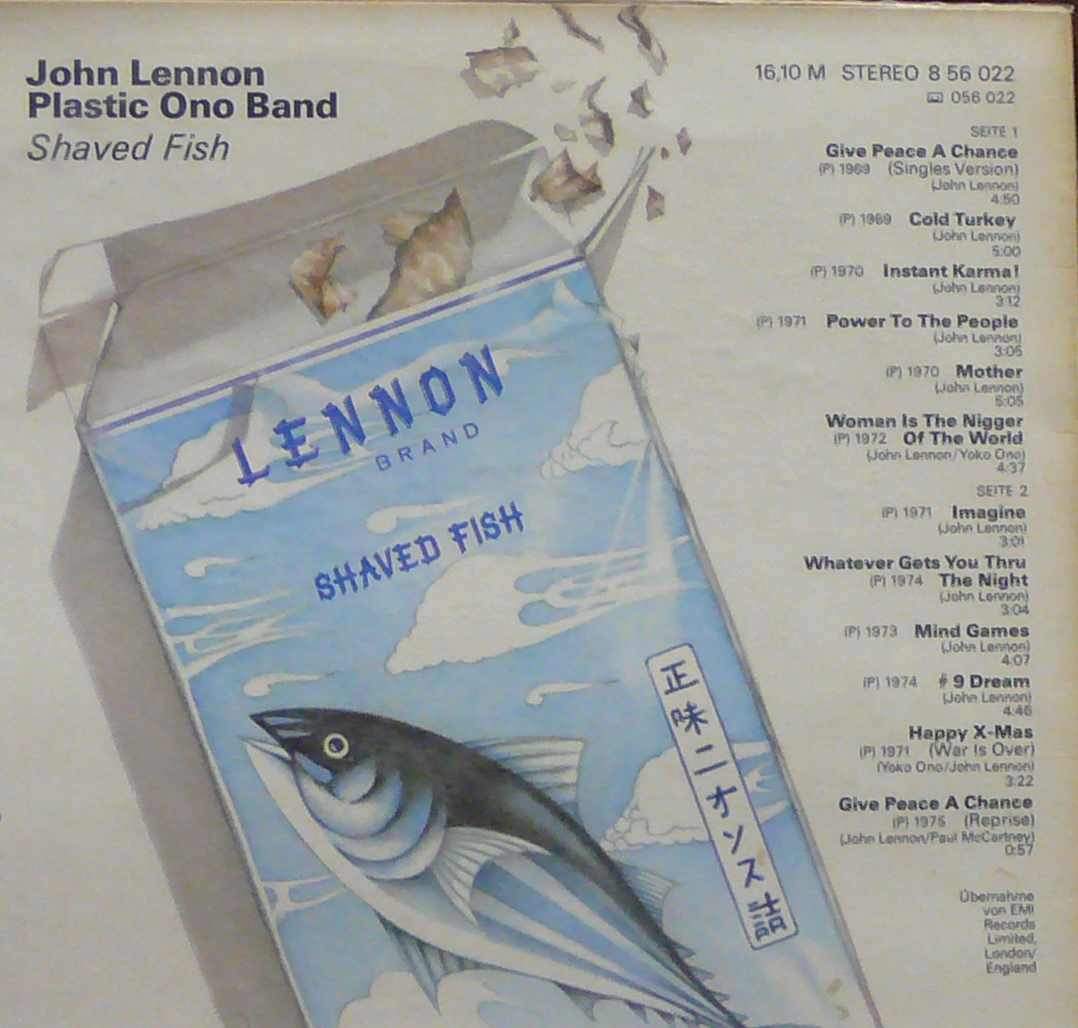 John Lennon
Plastic Ono Band
Shaved Fish
16,10 M STEREO 8 56 022
056 022
SEITE 1
Give Peace A Chance
(P) 1969 (Singles Version)
(John Lennon)
4:50
(P) 1969 Cold Turkey
(John Lennon)
5:00
(P) 1970 Instant Karma!
(John Lennon)
3:12
(P) 1971 Power To The People
(John Lennon)
3:05
(P) 1970 Mother
(John Lennon)
5:05
Woman Is The Nigger
(P) 1972 Of The World
(John Lennon/Yoko Ono)
4:37
SEITE 2
(P) 1971 Imagine
(John Lennon)
3:01
Whatever Gets You Thru
(P) 1974 The Night
(John Lennon)
3:04
(P) 1973 Mind Games
(John Lennon)
4:07
(P) 1974 # 9 Dream
(John Lennon)
4:46
Happy X-Mas
(P) 1971 (War Is Over)
(Yoko Ono/John Lennon)
3:22
Give Peace A Chance
(P) 1975 (Reprise)
(John Lennon/Paul McCartney)
0:57
Übernahme
von EMI
Records
Limited,
London/
England
LENNON
BRAND
SHAVED FISH
正味二オンス詰